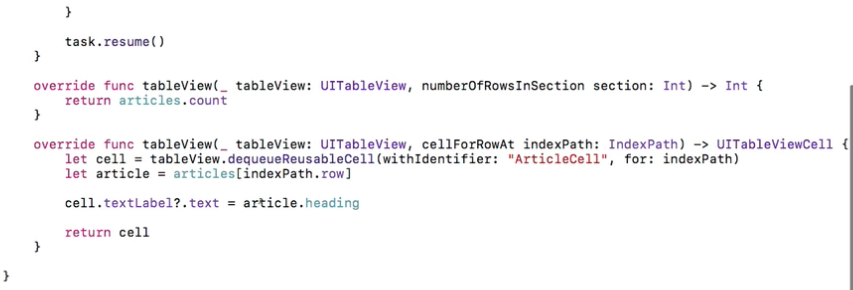 }

        task.resume()
    }

    override func tableView(_ tableView: UITableView, numberOfRowsInSection section: Int) -> Int {
        return articles.count
    }

    override func tableView(_ tableView: UITableView, cellForRowAt indexPath: IndexPath) -> UITableViewCell {
        let cell = tableView.dequeueReusableCell(withIdentifier: "ArticleCell", for: indexPath)
        let article = articles[indexPath.row]

        cell.textLabel?.text = article.heading

        return cell
    }

}